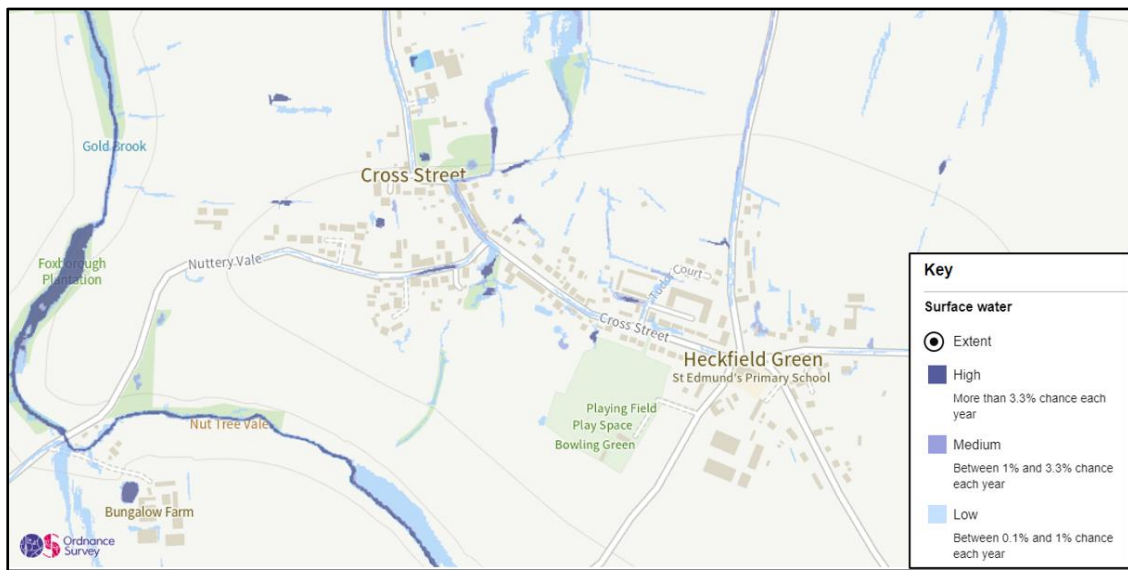 Gold Brook
Cross Street
Foxborough
Plantation
Nuttery Vale
Tudor Court
Cross Street
Heckfield Green
St Edmund's Primary School
Playing Field
Play Space
Bowling Green
Nut Tree Vale
Bungalow Farm
Ordnance
Survey
Key
Surface water
Extent
High
More than 3.3% chance each
year
Medium
Between 1% and 3.3% chance
each year
Low
Between 0.1% and 1% chance
each year